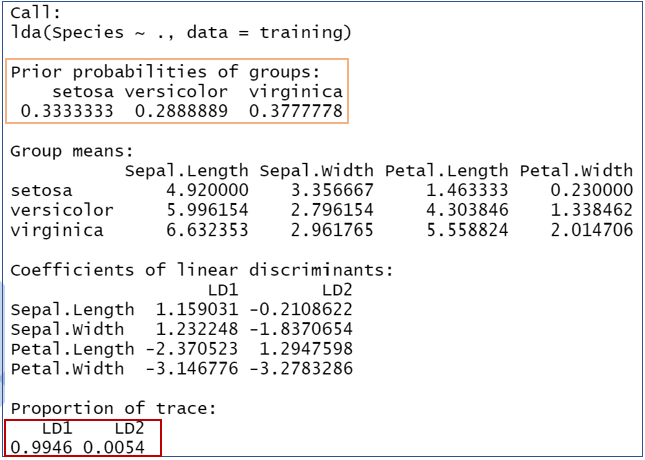 Call:
lda(Species ~ ., data = training)
Prior probabilities of groups:
setosa versicolor virginica
0.3333333 0.2888889 0.3777778
Group means:
Sepal.Length Sepal.Width Petal.Length Petal.Width
setosa 4.920000 3.356667 1.463333 0.230000
versicolor 5.996154 2.796154 4.303846 1.338462
virginica 6.632353 2.961765 5.558824 2.014706
Coefficients of linear discriminants:
LD1 LD2
Sepal.Length 1.159031 -0.2108622
Sepal.Width 1.232248 -1.8370654
Petal.Length -2.370523 1.2947598
Petal.Width -3.146776 -3.2783286
Proportion of trace:
LD1 LD2
0.9946 0.0054